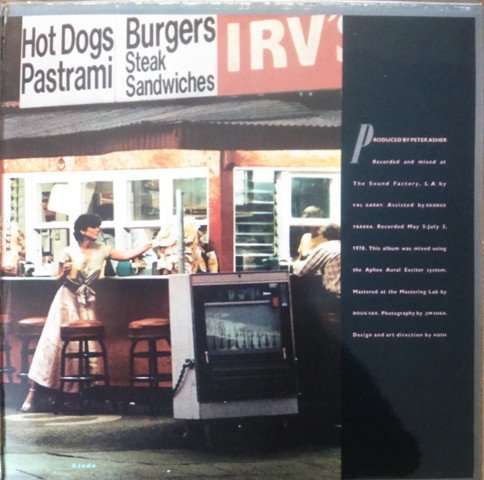 Hot Dogs
Pastrami
Burgers
Steak
Sandwiches
IRV'S
PRODUCED BY PETER ASHER
Recorded and mixed at
The Sound Factory, L.A by
VAL GARAY. Assisted by GEORGE
YBARRA. Recorded May 5-July 3,
1978. This album was mixed using
the Aphex Aural Exciter system.
Mastered at the Mastering Lab by
DOUG SAX. Photography by JIM SHEA.
Design and art direction by KOSH
Linda